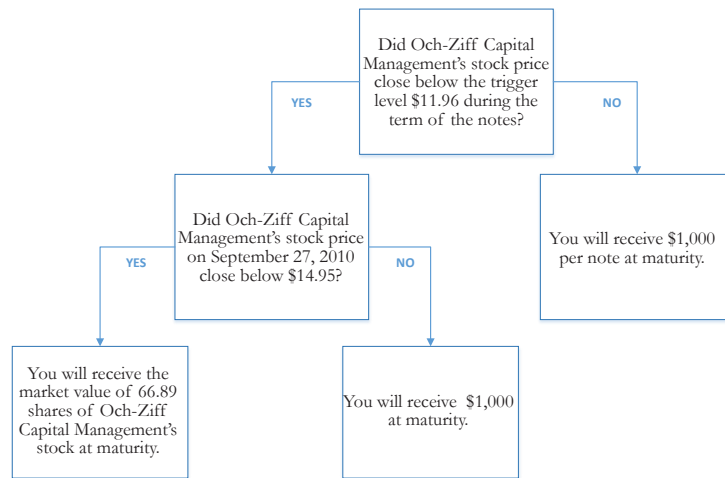 Did Och-Ziff Capital
Management's stock price
close below the trigger
level $11.96 during the
term of the notes?
YES
NO
Did Och-Ziff Capital
Management's stock price
on September 27, 2010
close below $14.95?
You will receive $1,000
per note at maturity.
YES
NO
You will receive the
market value of 66.89
shares of Och-Ziff
Capital Management's
stock at maturity.
You will receive $1,000
at maturity.